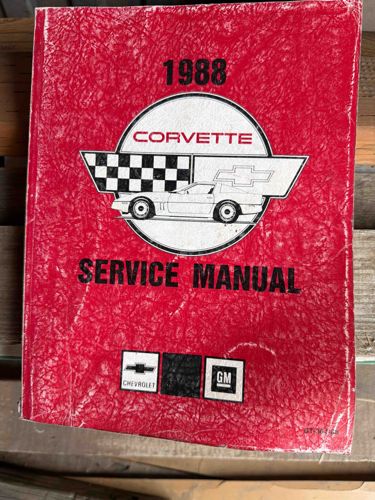 1988
CORVETTE
SERVICE MANUAL
CHEVROLET
GM